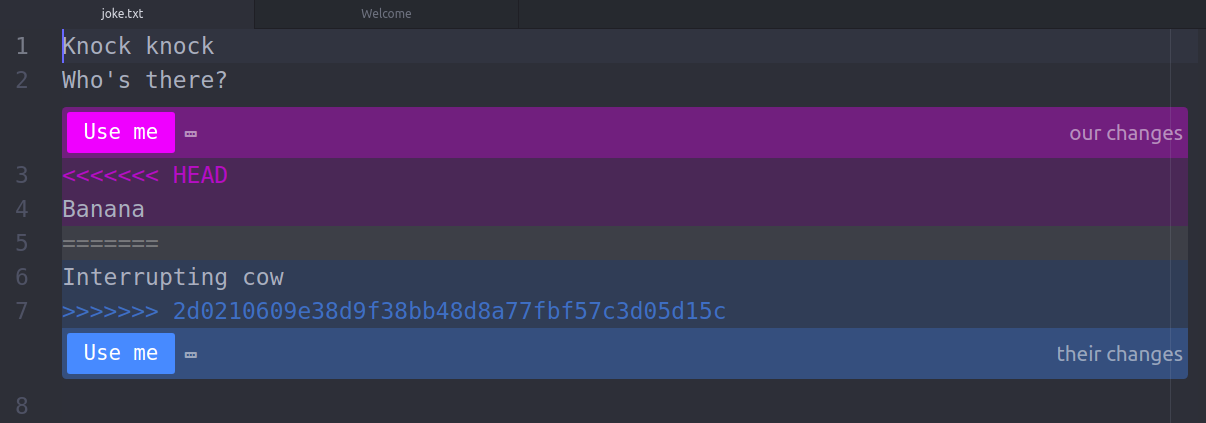 joke.txt Welcome
1 Knock knock
2 Who's there?
Use me our changes
3 <<<<<<< HEAD
4 Banana
5 =======
6 Interrupting cow
7 >>>>>>> 2d0210609e38d9f38bb48d8a77fbf57c3d05d15c
Use me their changes
8